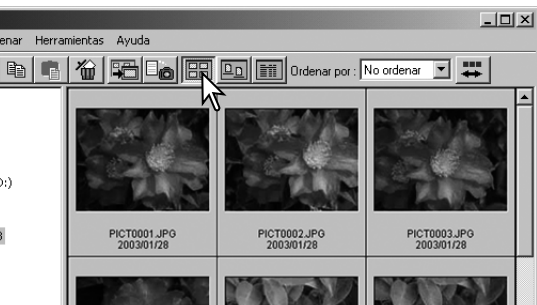 enar Herramientas Ayuda
Ordenar por : No ordenar
PICT0001.JPG
2003/01/28
PICT0002.JPG
2003/01/28
PICT0003.JPG
2003/01/28
:)